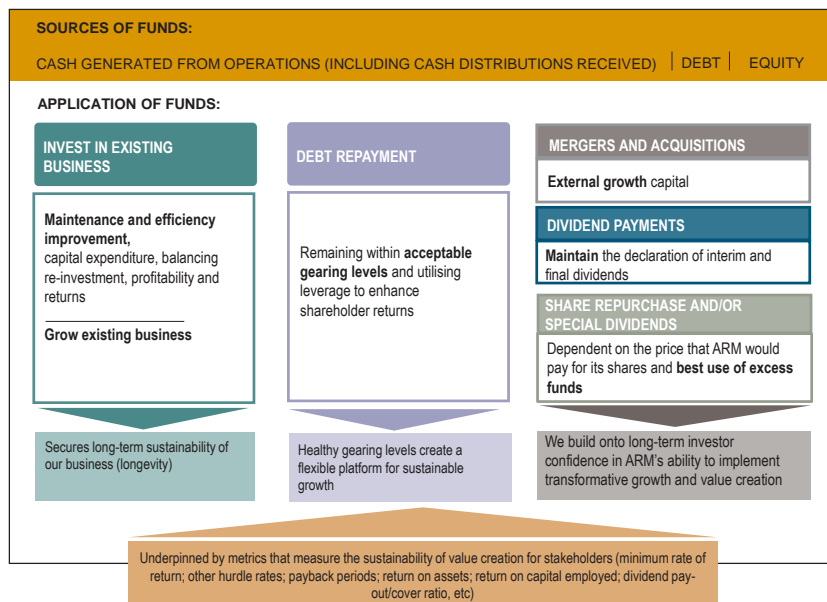 SOURCES OF FUNDS:
CASH GENERATED FROM OPERATIONS (INCLUDING CASH DISTRIBUTIONS RECEIVED) | DEBT | EQUITY
APPLICATION OF FUNDS:
INVEST IN EXISTING
BUSINESS
Maintenance and efficiency
improvement,
capital expenditure, balancing
re-investment, profitability and
returns
Grow existing business
Secures long-term sustainability of
our business (longevity)
DEBT REPAYMENT
Remaining within acceptable
gearing levels and utilising
leverage to enhance
shareholder returns
Healthy gearing levels create a
flexible platform for sustainable
growth
MERGERS AND ACQUISITIONS
External growth capital
DIVIDEND PAYMENTS
Maintain the declaration of interim and
final dividends
SHARE REPURCHASE AND/OR
SPECIAL DIVIDENDS
Dependent on the price that ARM would
pay for its shares and best use of excess
funds
We build onto long-term investor
confidence in ARM's ability to implement
transformative growth and value creation
Underpinned by metrics that measure the sustainability of value creation for stakeholders (minimum rate of
return; other hurdle rates; payback periods; return on assets; return on capital employed; dividend pay-
out/cover ratio, etc)